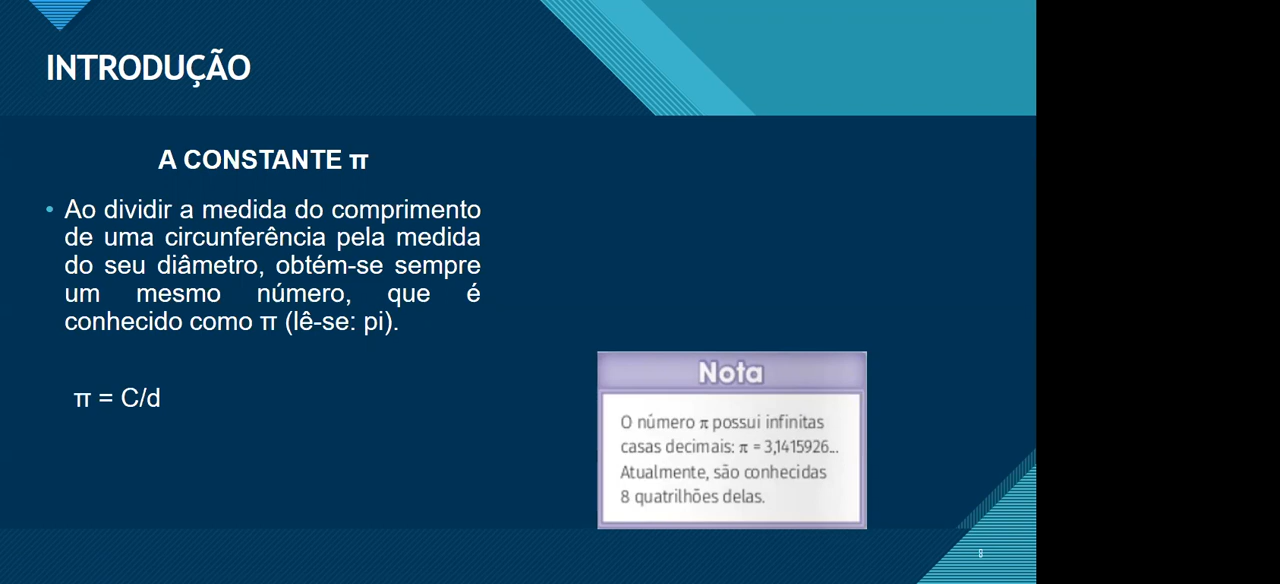 INTRODUÇÃO
A CONSTANTE π
• Ao dividir a medida do comprimento
de uma circunferência pela medida
do seu diâmetro, obtém-se sempre
um mesmo número, que é
conhecido como π (lê-se: pi).
π = C/d
Nota
O número π possui infinitas
casas decimais: π = 3,1415926...
Atualmente, são conhecidas
8 quatrilhões delas.
8